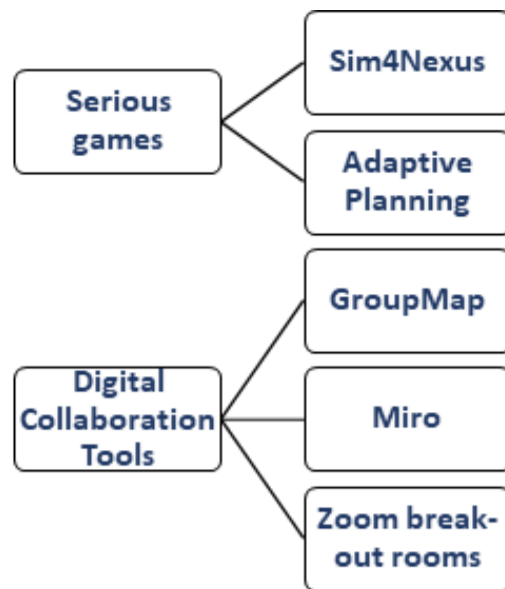 Serious
games
Sim4Nexus
Adaptive
Planning
Digital
Collaboration
Tools
GroupMap
Miro
Zoom break-
out rooms